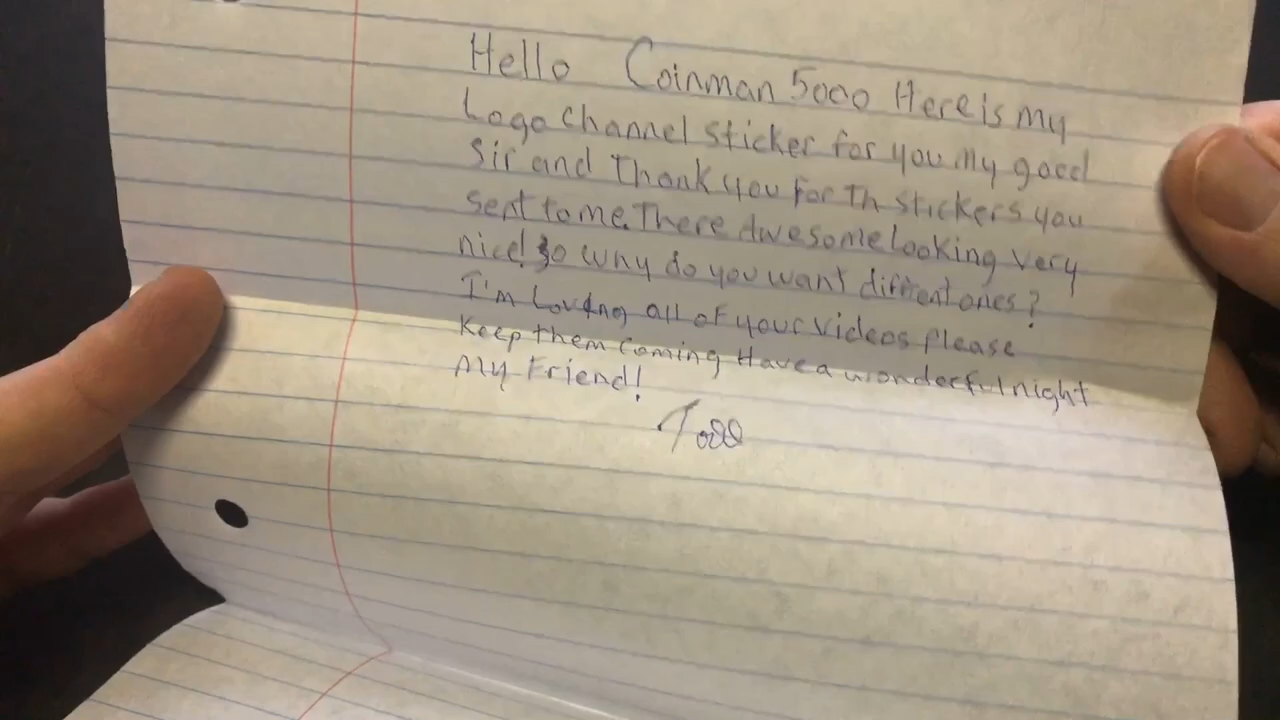 Hello Coinman 5000 Here is my
Logo channel sticker for you My good
Sir and Thank you for Th stickers you
sent to me. There Awesome looking very
nice! So why do you want different ones?
I'm Loving all of your videos Please
Keep them coming Have a wonderful night
My Friend!
Todd